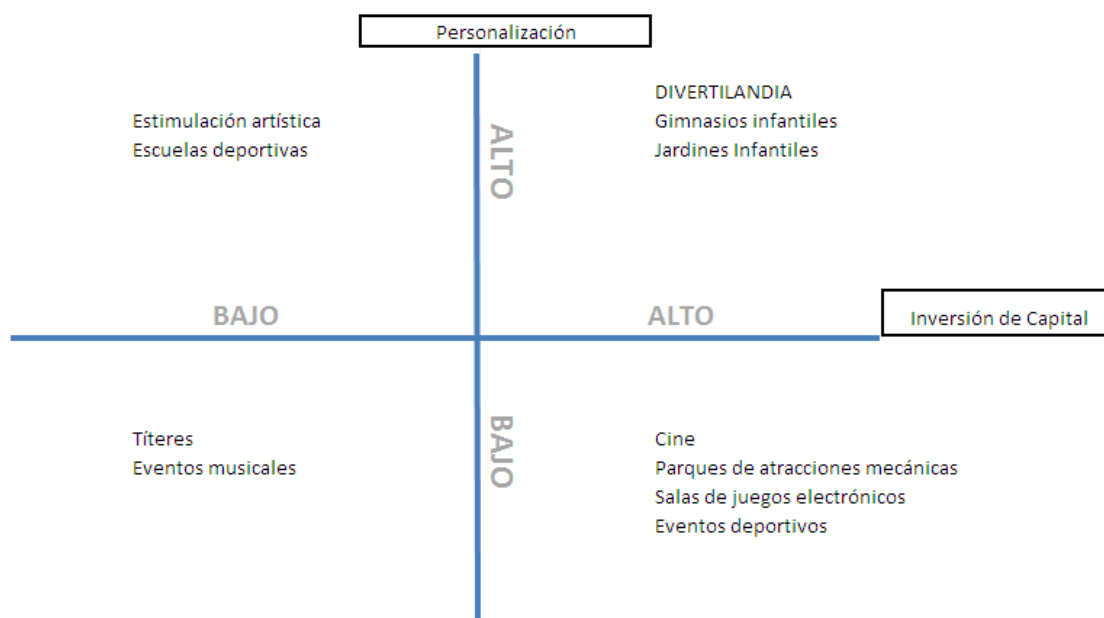 Personalización
DIVERTILANDIA
Estimulación artística
Gimnasios infantiles
Escuelas deportivas
Jardines Infantiles
ALTO
BAJO
ALTO
Inversión de Capital
BAJO
Títeres
Eventos musicales
Cine
Parques de atracciones mecánicas
Salas de juegos electrónicos
Eventos deportivos